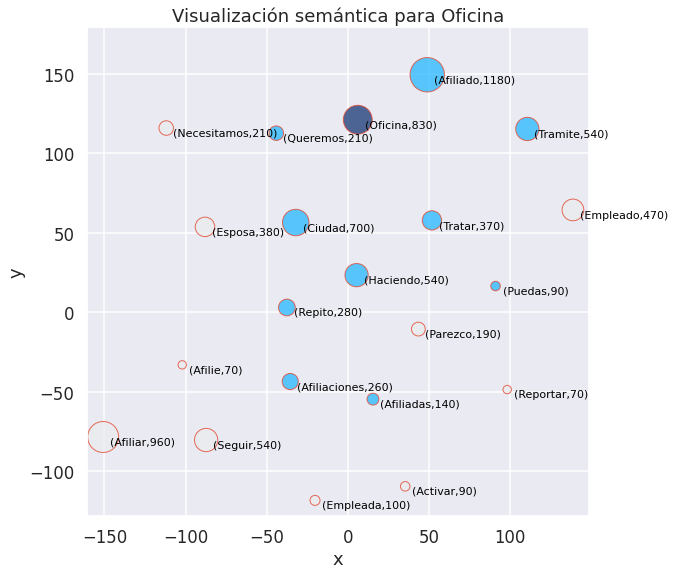 Visualización semántica para Oficina
150
100
50
0
−50
−100
y
(Afiliado,1180)
(Oficina,830)
(Necesitamos,210)
(Queremos,210)
(Tramite,540)
(Empleado,470)
(Esposa,380)
(Ciudad,700)
(Tratar,370)
(Haciendo,540)
(Puedas,90)
(Repito,280)
(Parezco,190)
(Afilie,70)
(Afiliaciones,260)
(Afiliadas,140)
(Reportar,70)
(Afiliar,960)
(Seguir,540)
(Activar,90)
(Empleada,100)
−150 −100 −50 0 50 100
x